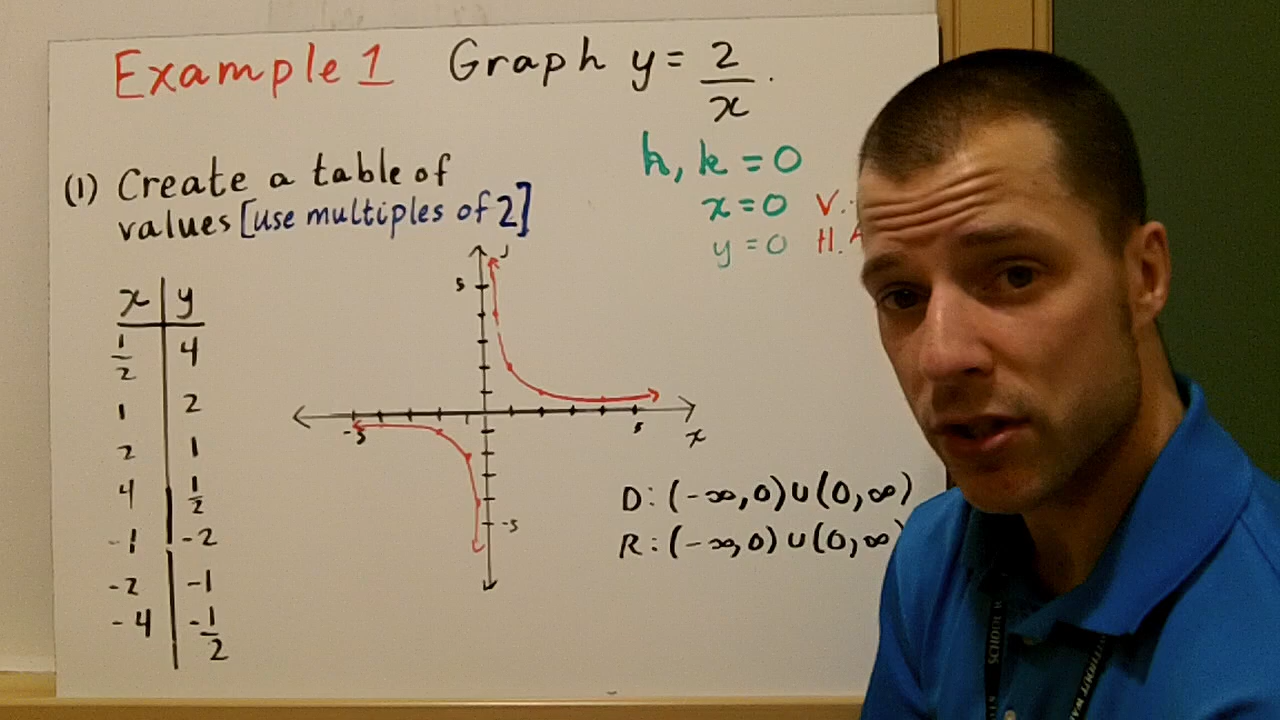 Example 1 Graph y = 2/x.
h, k = 0
(1) Create a table of
values [use multiples of 2]
x=0 V.
y=0 H.A
x | y
1/2 | 4
1 | 2
2 | 1
4 | 1/2
-1 | -2
-2 | -1
-4 | -1/2
y
5
-5
5
x
-5
D: (-∞, 0) ∪ (0, ∞)
R: (-∞, 0) ∪ (0, ∞